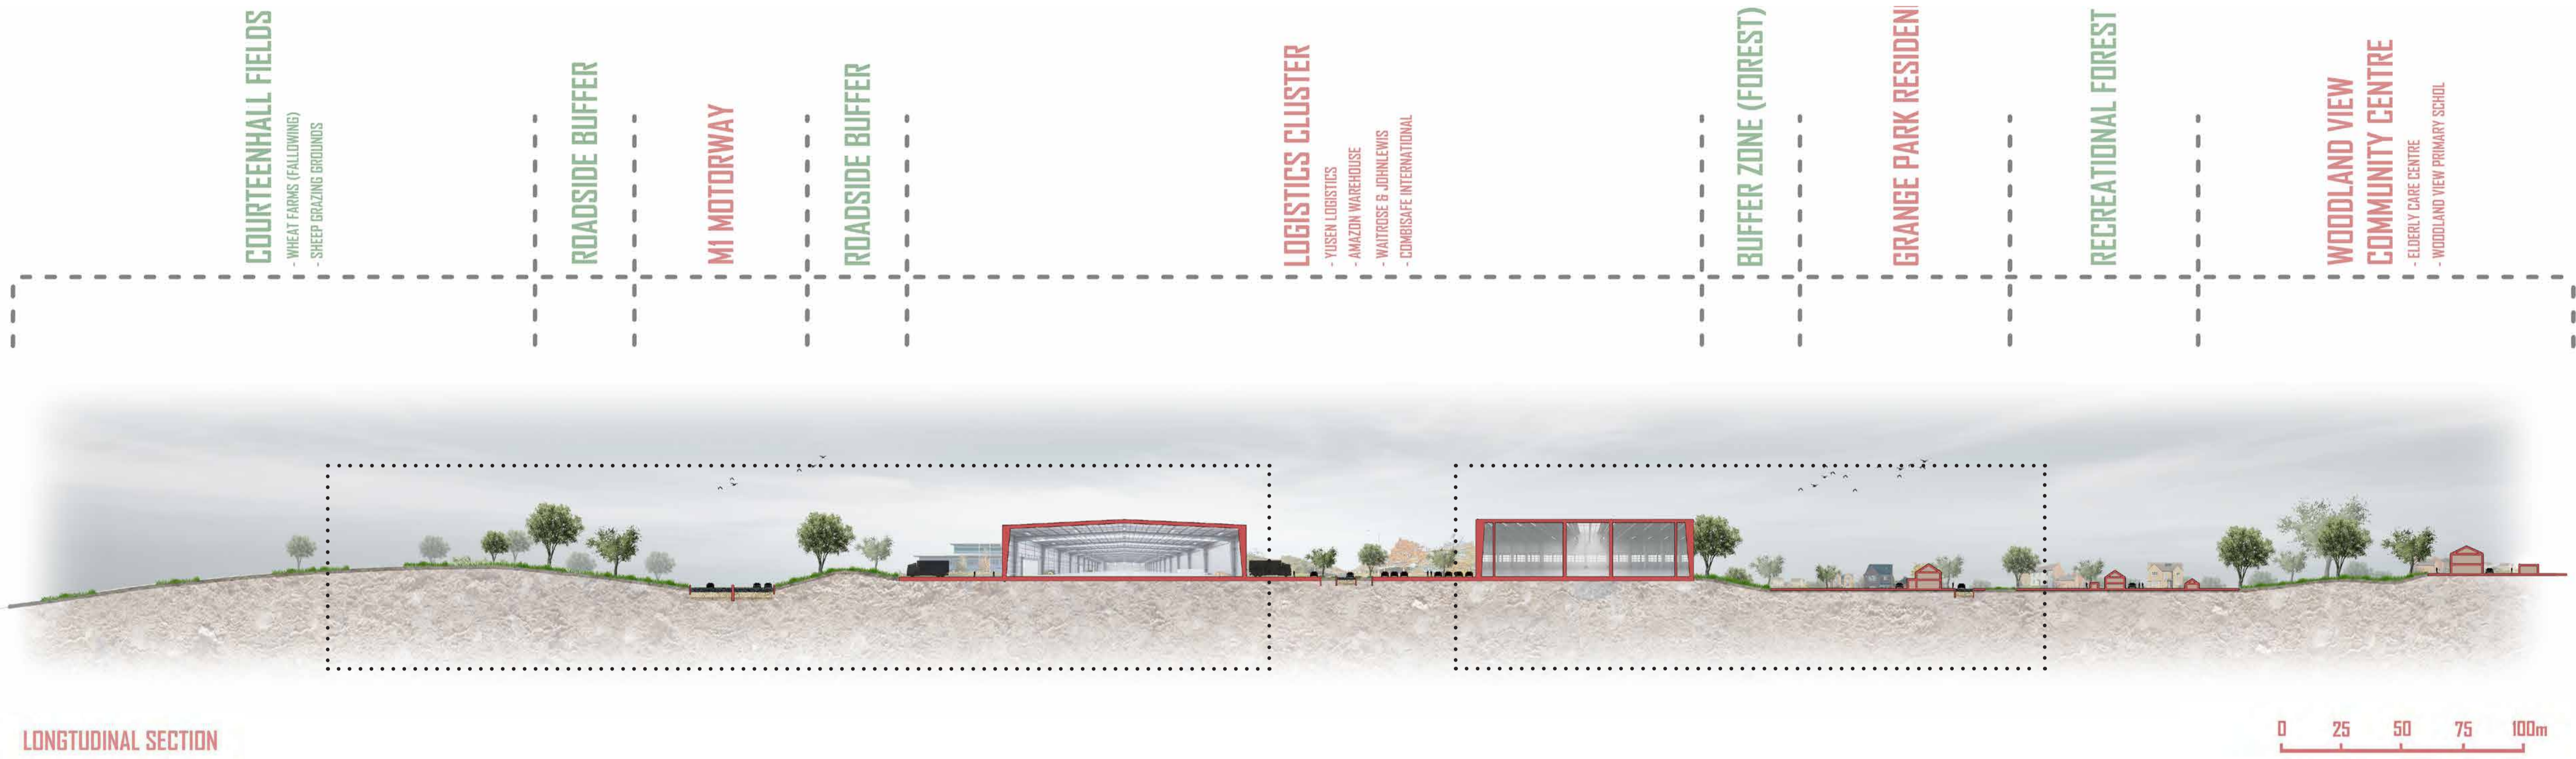 COURTEENHALL FIELDS
- WHEAT FARMS (FALLOWING)
- SHEEP GRAZING GROUNDS
ROADSIDE BUFFER
M1 MOTORWAY
ROADSIDE BUFFER
LOGISTICS CLUSTER
- YUSEN LOGISTICS
- AMAZON WAREHOUSE
- WAITROSE & JOHNLEWIS
- COMBISAFE INTERNATIONAL
BUFFER ZONE (FOREST)
GRANGE PARK RESIDEN
RECREATIONAL FOREST
WOODLAND VIEW
COMMUNITY CENTRE
- ELDERLY CARE CENTRE
- WOODLAND VIEW PRIMARY SCHOL
LONGTUDINAL SECTION
0 25 50 75 100m